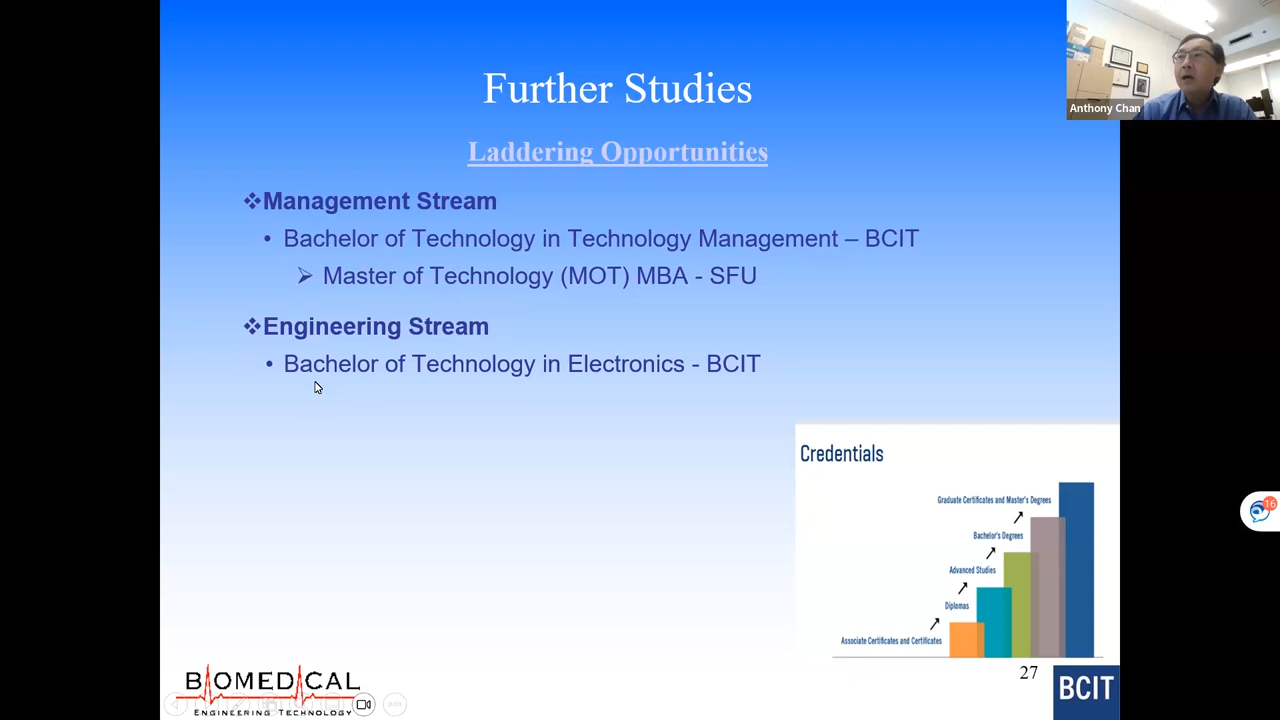 Further Studies
Laddering Opportunities
❖Management Stream
• Bachelor of Technology in Technology Management – BCIT
➢ Master of Technology (MOT) MBA - SFU
❖Engineering Stream
• Bachelor of Technology in Electronics - BCIT
Credentials
Graduate Certificates and Master's Degrees
Bachelor's Degrees
Advanced Studies
Diplomas
Associate Certificates and Certificates
27
BIOMEDICAL
ENGINEERING TECHNOLOGY
BCIT
Anthony Chan
16